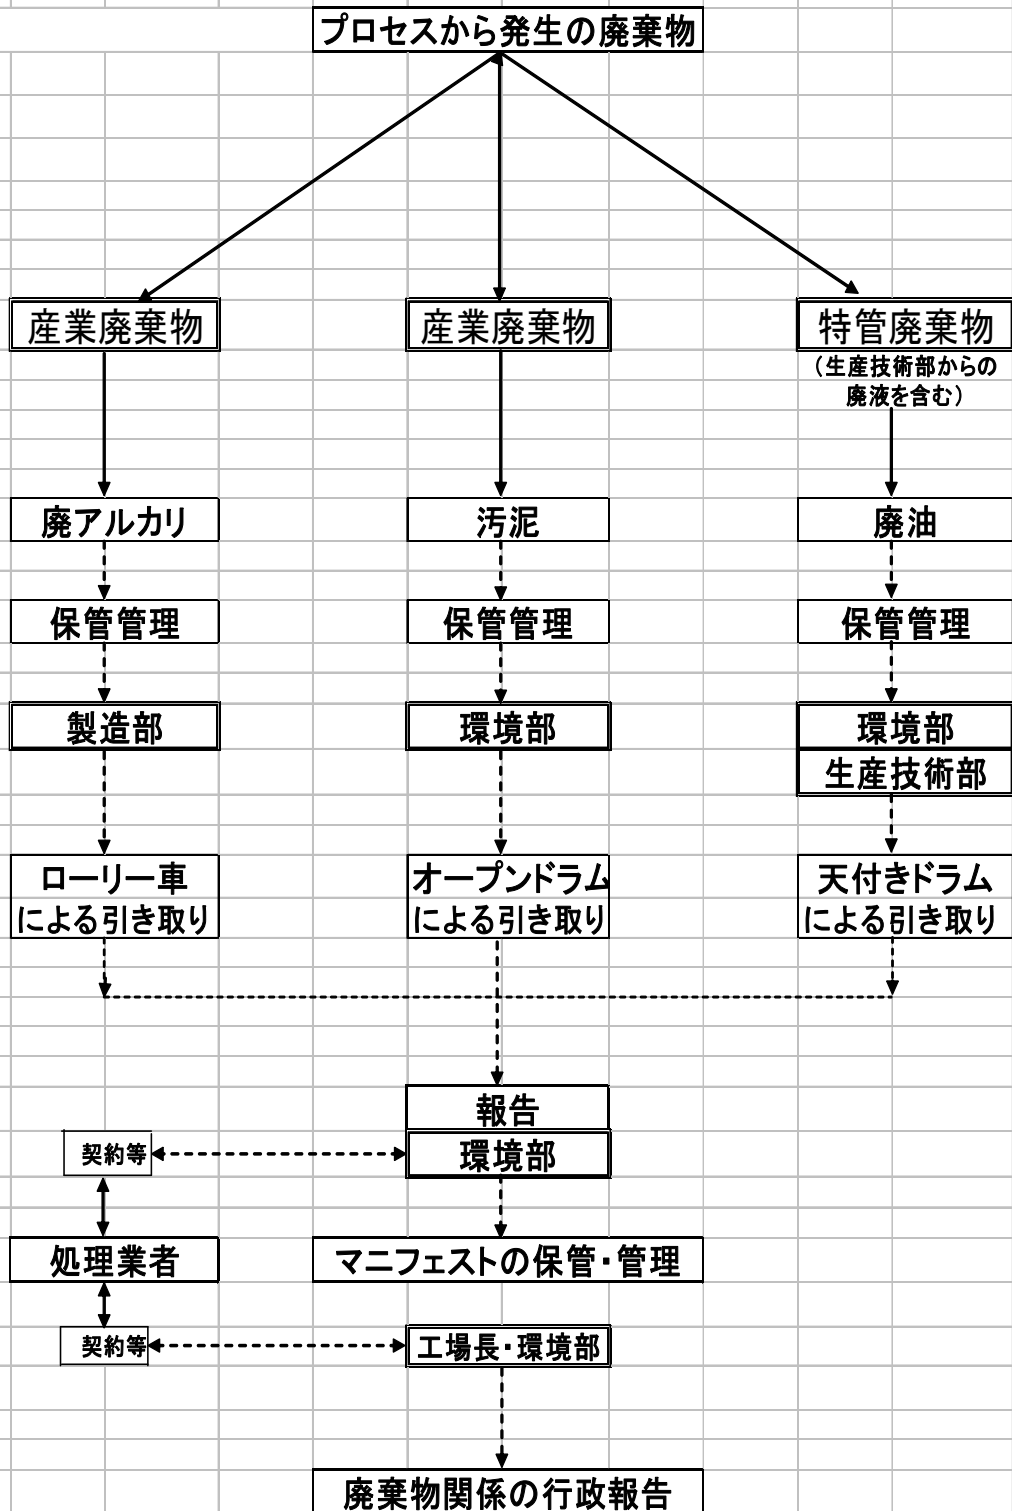 プロセスから発生の廃棄物
産業廃棄物
産業廃棄物
特管廃棄物
（生産技術部からの
廃液を含む）
廃アルカリ
汚泥
廃油
保管管理
保管管理
保管管理
製造部
環境部
環境部
生産技術部
ローリー車
による引き取り
オープンドラム
による引き取り
天付きドラム
による引き取り
報告
環境部
契約等
処理業者
マニフェストの保管・管理
契約等
工場長・環境部
廃棄物関係の行政報告